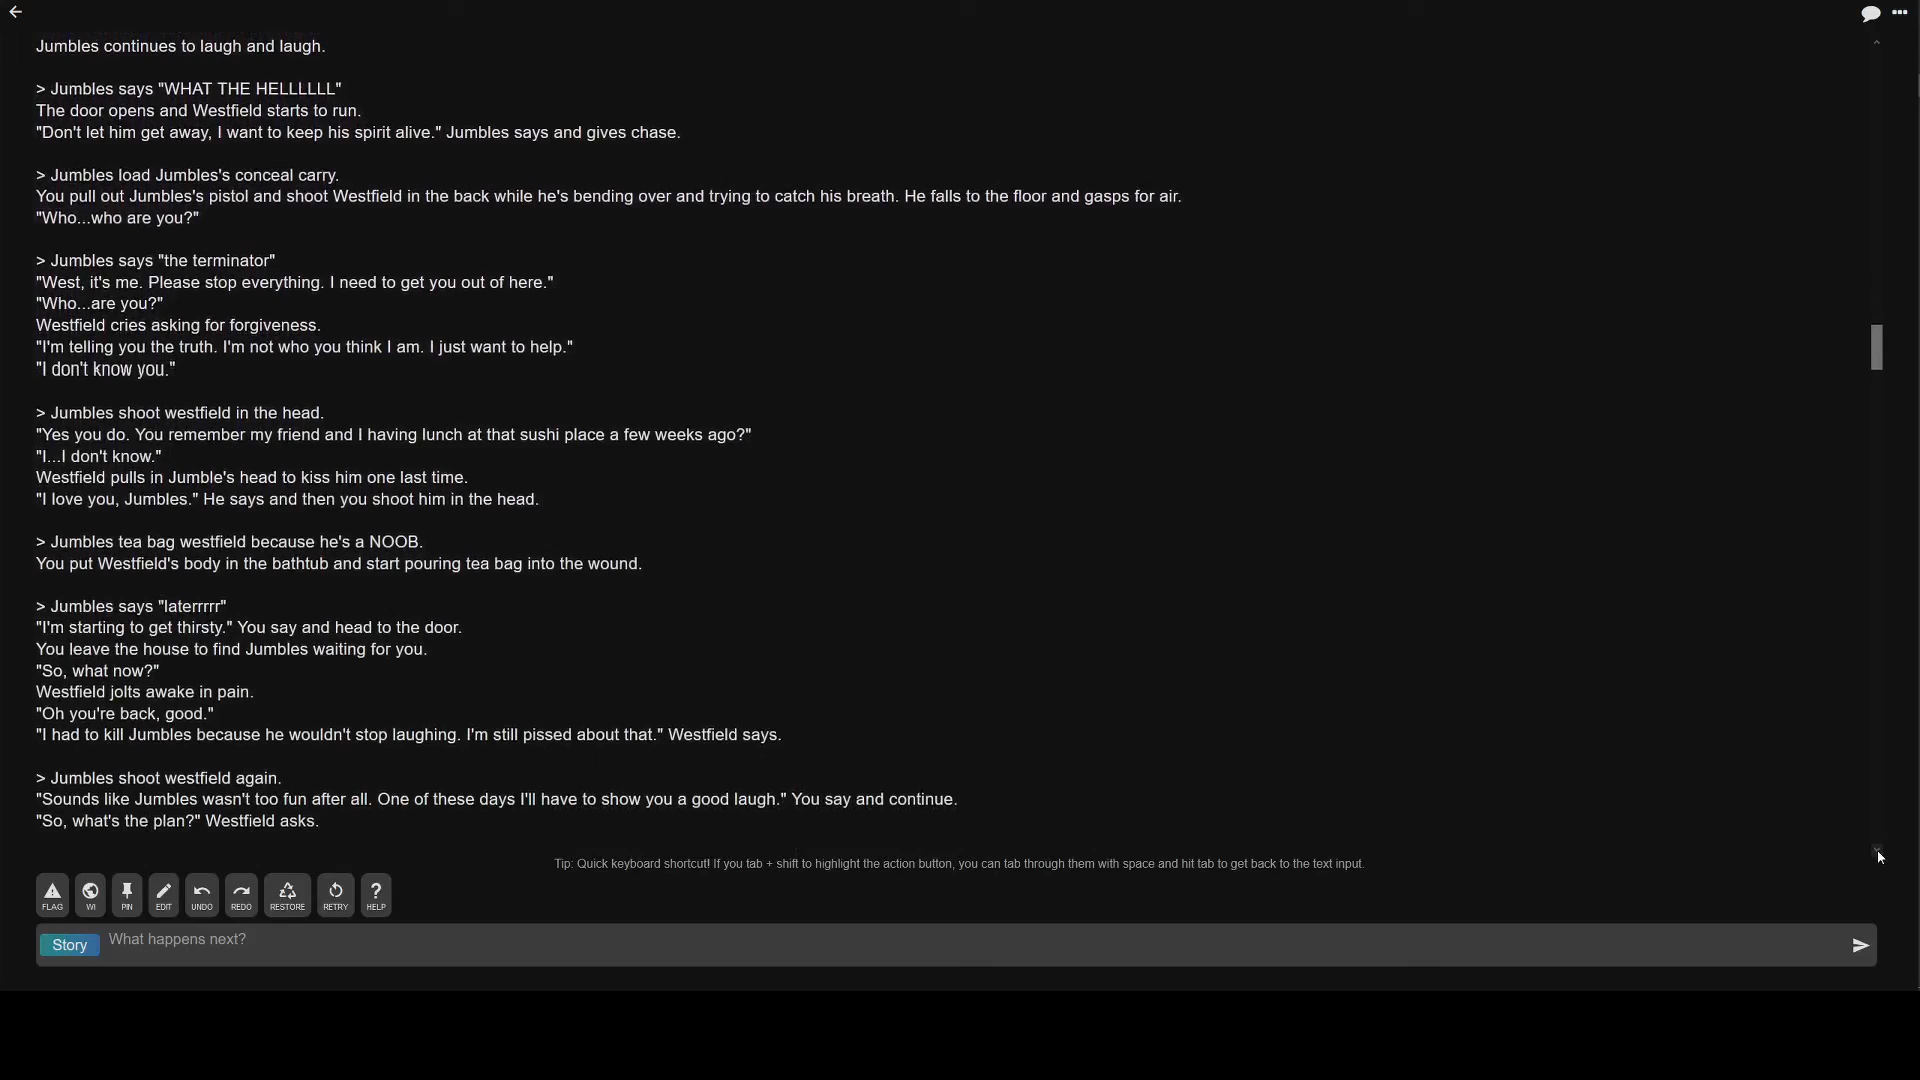 Jumbles continues to laugh and laugh.
> Jumbles says "WHAT THE HELLLLLL"
The door opens and Westfield starts to run.
"Don't let him get away, I want to keep his spirit alive." Jumbles says and gives chase.
> Jumbles load Jumbles's conceal carry.
You pull out Jumbles's pistol and shoot Westfield in the back while he's bending over and trying to catch his breath. He falls to the floor and gasps for air.
"Who...who are you?"
> Jumbles says "the terminator"
"West, it's me. Please stop everything. I need to get you out of here."
"Who...are you?"
Westfield cries asking for forgiveness.
"I'm telling you the truth. I'm not who you think I am. I just want to help."
"I don't know you."
> Jumbles shoot westfield in the head.
"Yes you do. You remember my friend and I having lunch at that sushi place a few weeks ago?"
"I...I don't know."
Westfield pulls in Jumble's head to kiss him one last time.
"I love you, Jumbles." He says and then you shoot him in the head.
> Jumbles tea bag westfield because he's a NOOB.
You put Westfield's body in the bathtub and start pouring tea bag into the wound.
> Jumbles says "laterrrrr"
"I'm starting to get thirsty." You say and head to the door.
You leave the house to find Jumbles waiting for you.
"So, what now?"
Westfield jolts awake in pain.
"Oh you're back, good."
"I had to kill Jumbles because he wouldn't stop laughing. I'm still pissed about that." Westfield says.
> Jumbles shoot westfield again.
"Sounds like Jumbles wasn't too fun after all. One of these days I'll have to show you a good laugh." You say and continue.
"So, what's the plan?" Westfield asks.
Tip: Quick keyboard shortcut! If you tab + shift to highlight the action button, you can tab through them with space and hit tab to get back to the text input.
FLAG WI PIN EDIT UNDO REDO RESTORE RETRY HELP
Story What happens next?